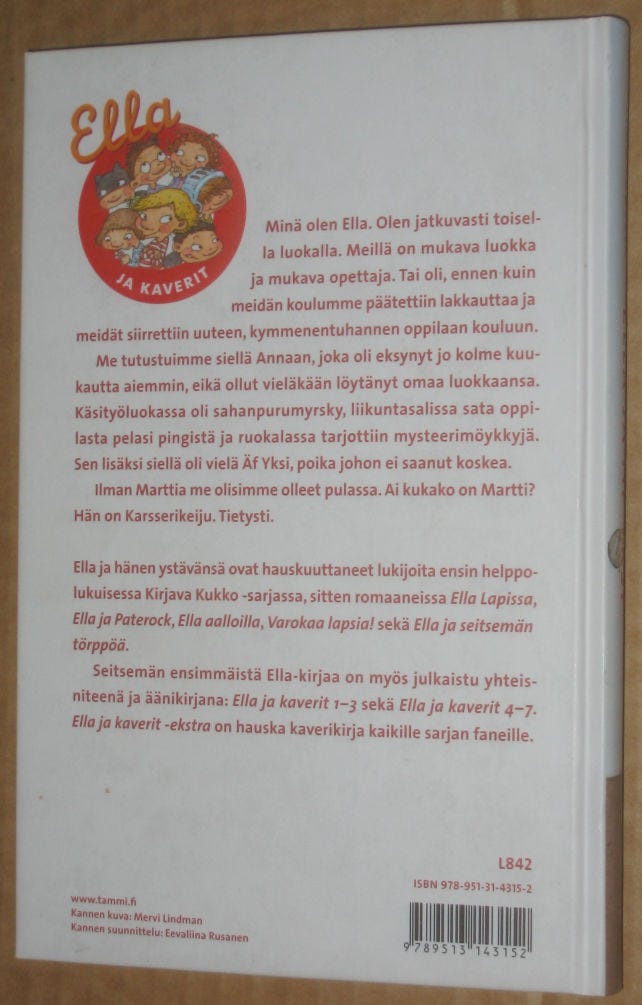 Ella
JA KAVERIT
Minä olen Ella. Olen jatkuvasti toisel-
la luokalla. Meillä on mukava luokka
ja mukava opettaja. Tai oli, ennen kuin
meidän koulumme päätettiin lakkauttaa ja
meidät siirrettiin uuteen, kymmenentuhannen oppilaan kouluun.
Me tutustuimme siellä Annaan, joka oli eksynyt jo kolme kuu-
kautta aiemmin, eikä ollut vieläkään löytänyt omaa luokkaansa.
Käsityöluokassa oli sahanpurumyrsky, liikuntasalissa sata oppi-
lasta pelasi pingistä ja ruokalassa tarjottiin mysteerimöykkyjä.
Sen lisäksi siellä oli vielä Äf Yksi, poika johon ei saanut koskea.
Ilman Marttia me olisimme olleet pulassa. Ai kukako on Martti?
Hän on Karsserikeiju. Tietysti.
Ella ja hänen ystävänsä ovat hauskuuttaneet lukijoita ensin helppo-
lukuisessa Kirjava Kukko -sarjassa, sitten romaaneissa Ella Lapissa,
Ella ja Paterock, Ella aalloilla, Varokaa lapsia! sekä Ella ja seitsemän
törppöä.
Seitsemän ensimmäistä Ella-kirjaa on myös julkaistu yhteis-
niteenä ja äänikirjana: Ella ja kaverit 1–3 sekä Ella ja kaverit 4–7.
Ella ja kaverit -ekstra on hauska kaverikirja kaikille sarjan faneille.
L842
ISBN 978-951-31-4315-2
www.tammi.fi
Kannen kuva: Mervi Lindman
Kannen suunnittelu: Eevaliina Rusanen
9789513143152